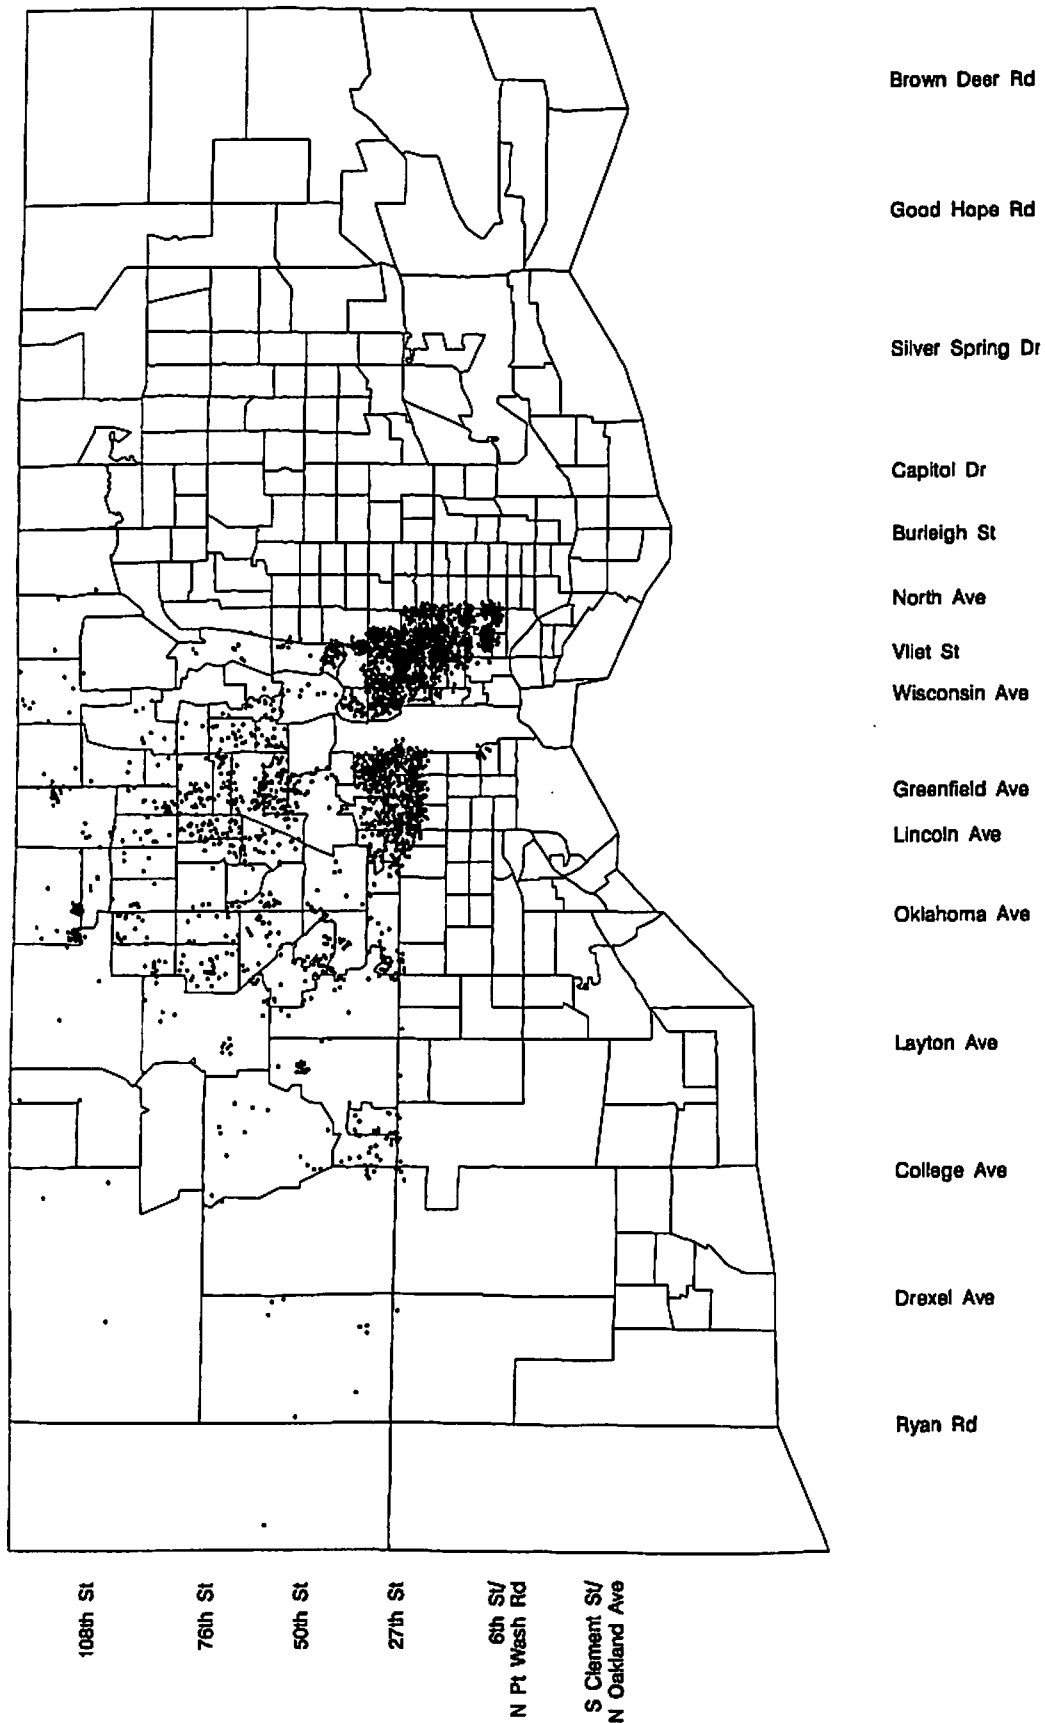 Brown Deer Rd
Good Hope Rd
Silver Spring Dr
Capitol Dr
Burleigh St
North Ave
Vliet St
Wisconsin Ave
Greenfield Ave
Lincoln Ave
Oklahoma Ave
Layton Ave
College Ave
Drexel Ave
Ryan Rd
108th St
76th St
50th St
27th St
6th St/
N Pt Wash Rd
S Clement St/
N Oakland Ave